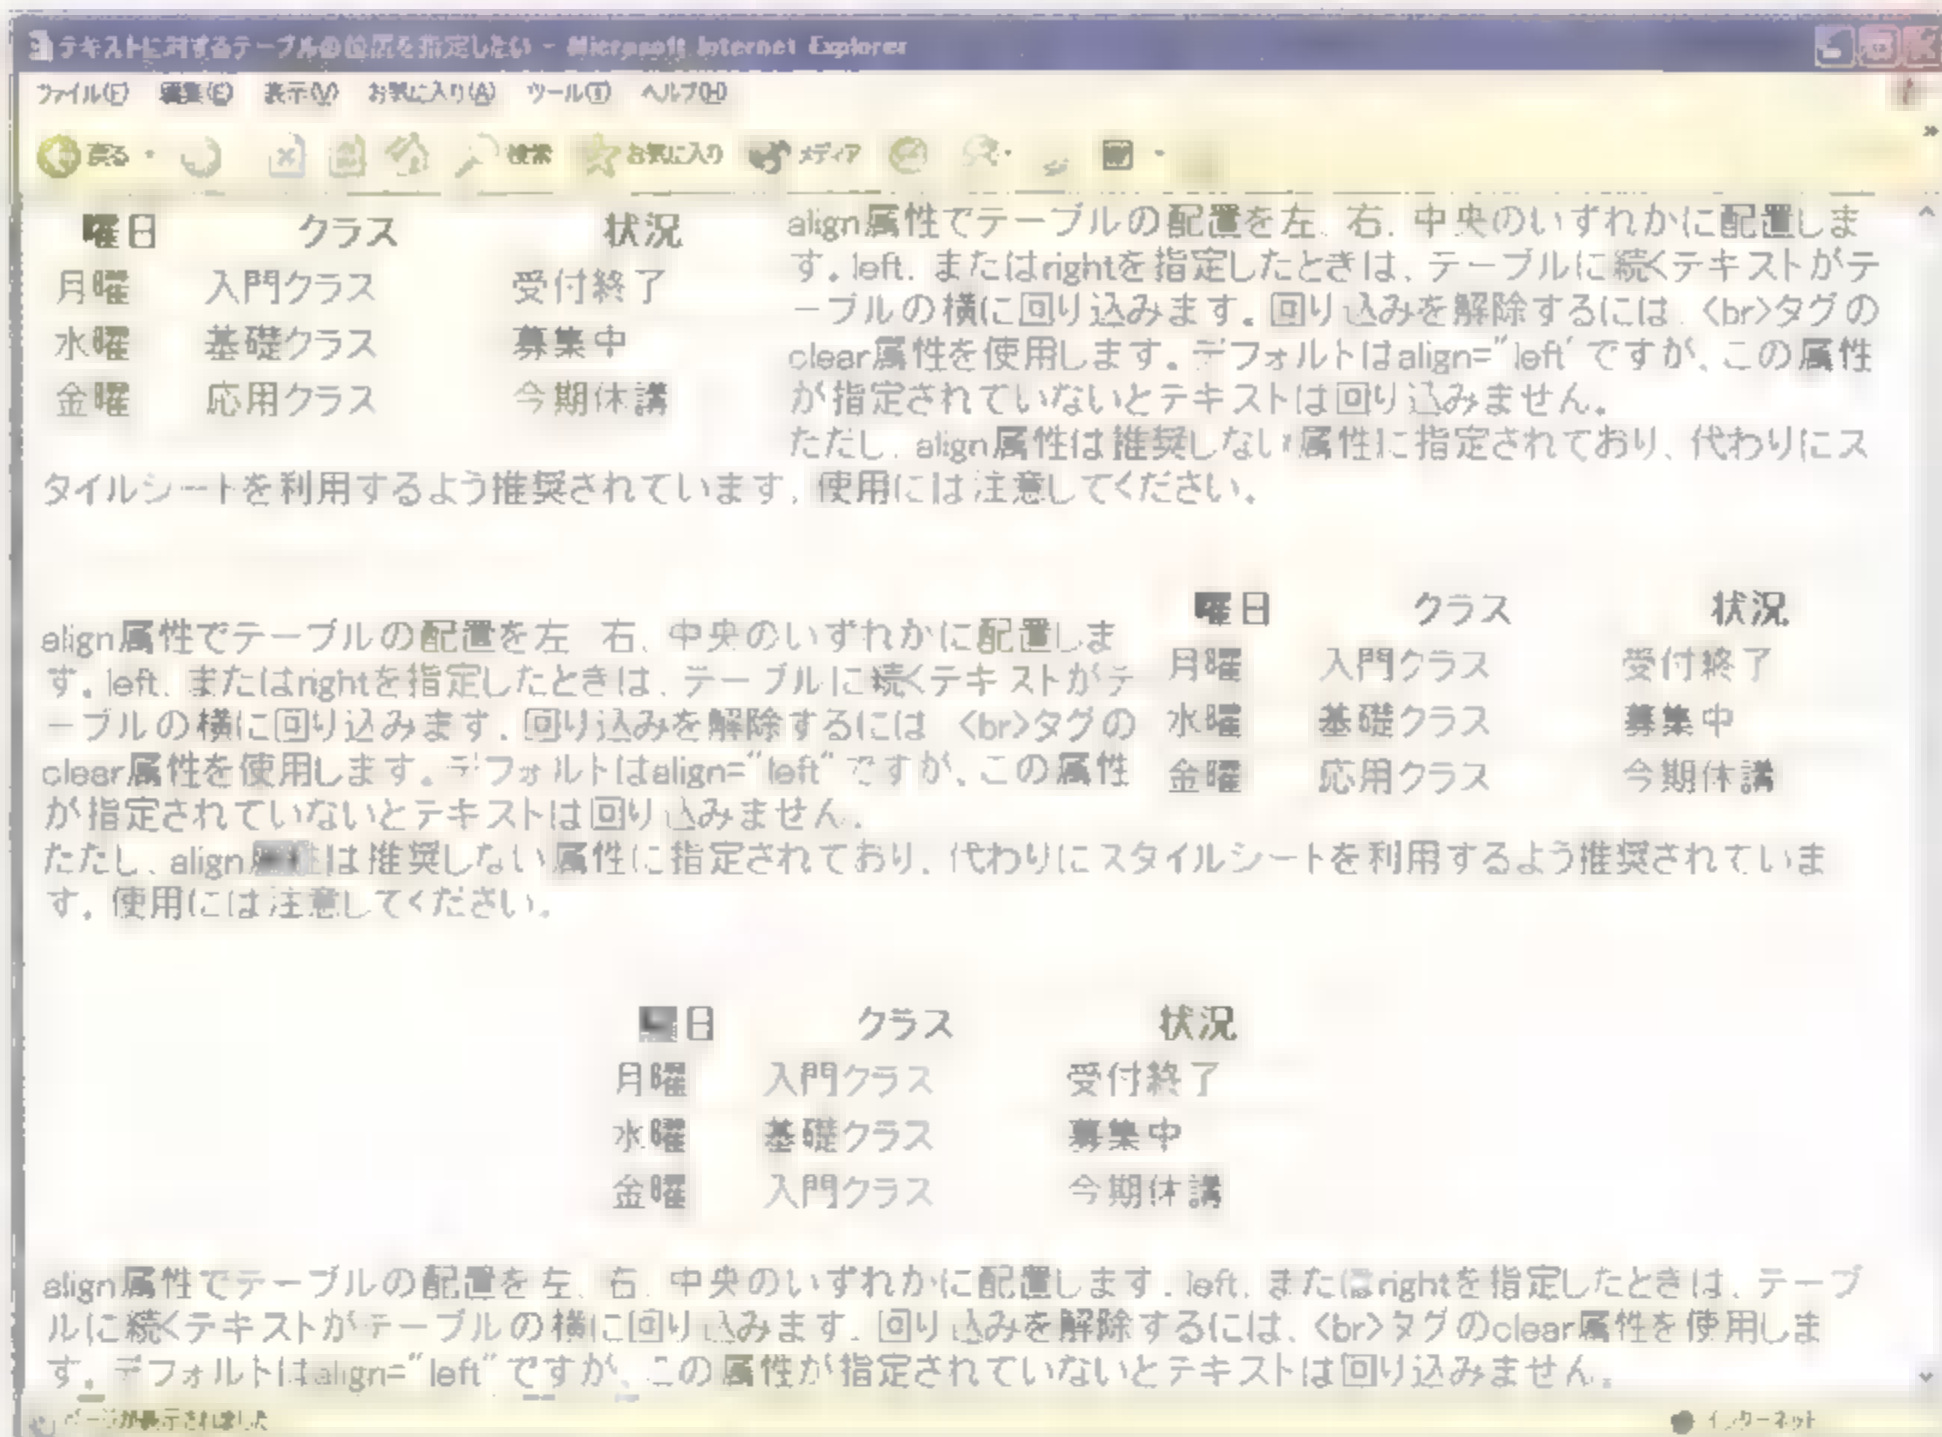 テキストに対するテーブルの位置を指定したい - Microsoft Internet Explorer
ファイル(F) 編集(E) 表示(V) お気に入り(A) ツール(T) ヘルプ(H)
戻る 検索 お気に入り メディア
曜日 クラス 状況
月曜 入門クラス 受付終了
水曜 基礎クラス 募集中
金曜 応用クラス 今期休講
align属性でテーブルの配置を左、右、中央のいずれかに配置しま
す。left、またはrightを指定したときは、テーブルに続くテキストがテ
ーブルの横に回り込みます。回り込みを解除するには、<br>タグの
clear属性を使用します。デフォルトはalign="left"ですが、この属性
が指定されていないとテキストは回り込みません。
ただし、align属性は推奨しない属性に指定されており、代わりにス
タイルシートを利用するよう推奨されています。使用には注意してください。
曜日 クラス 状況
月曜 入門クラス 受付終了
水曜 基礎クラス 募集中
金曜 応用クラス 今期休講
align属性でテーブルの配置を左、右、中央のいずれかに配置しま
す。left、またはrightを指定したときは、テーブルに続くテキストがテ
ーブルの横に回り込みます。回り込みを解除するには、<br>タグの
clear属性を使用します。デフォルトはalign="left"ですが、この属性
が指定されていないとテキストは回り込みません。
ただし、align属性は推奨しない属性に指定されており、代わりにスタイルシートを利用するよう推奨されていま
す。使用には注意してください。
曜日 クラス 状況
月曜 入門クラス 受付終了
水曜 基礎クラス 募集中
金曜 入門クラス 今期休講
align属性でテーブルの配置を左、右、中央のいずれかに配置します。left、またはrightを指定したときは、テーブ
ルに続くテキストがテーブルの横に回り込みます。回り込みを解除するには、<br>タグのclear属性を使用しま
す。デフォルトはalign="left"ですが、この属性が指定されていないとテキストは回り込みません。
ページが表示されました インターネット